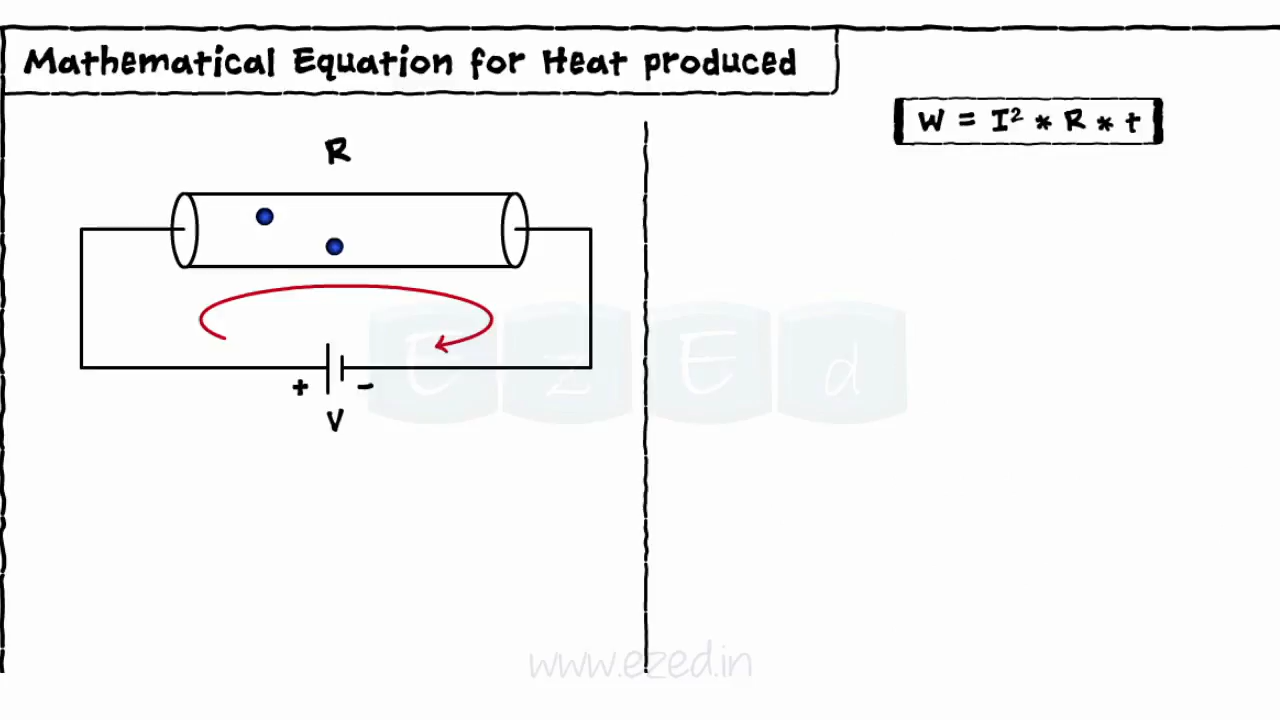 Mathematical Equation for Heat produced
W = I² * R * t
R
+ -
V
E z E d
www.ezed.in